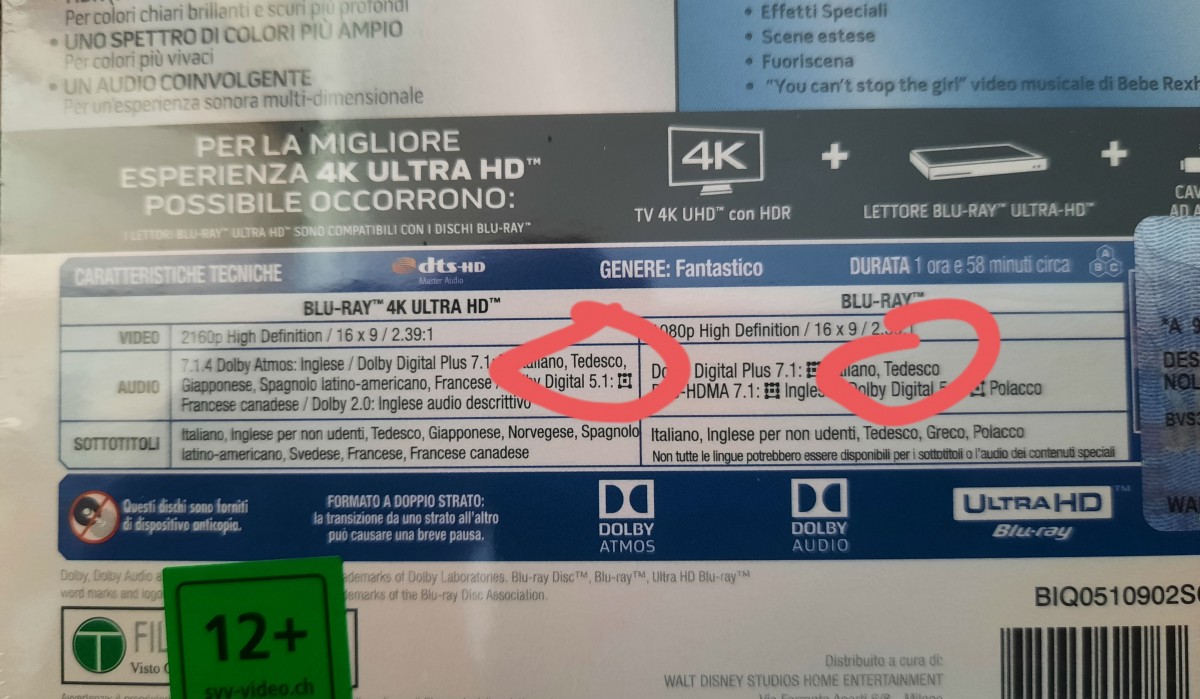 Per colori chiari brillanti e scuri più profondi
• UNO SPETTRO DI COLORI PIÙ AMPIO
Per colori più vivaci
• UN AUDIO COINVOLGENTE
Per un'esperienza sonora multi-dimensionale
• Effetti Speciali
• Scene estese
• Fuoriscena
• "You can't stop the girl" video musicale di Bebe
PER LA MIGLIORE
ESPERIENZA 4K ULTRA HD™
POSSIBILE OCCORRONO:
I LETTORI BLU-RAY™ ULTRA HD™ SONO COMPATIBILI CON I DISCHI BLU-RAY™
4K
+
+
TV 4K UHD™ con HDR
LETTORE BLU-RAY™ ULTRA-HD™
CARATTERISTICHE TECNICHE
dts-HD
Master Audio
GENERE: Fantastico
DURATA 1 ora e 58 minuti circa
A
B C
BLU-RAY™ 4K ULTRA HD™
BLU-RAY™
VIDEO
2160p High Definition / 16 x 9 / 2.39:1
1080p High Definition / 16 x 9 /
AUDIO
7.1.4 Dolby Atmos: Inglese / Dolby Digital Plus 7.1: Tedesco,
Giapponese, Spagnolo latino-americano, Francese Digital 5.1:
Francese canadese / Dolby 2.0: Inglese audio descrittivo
Digital Plus 7.1: Tedesco
7.1: Dolby Digital Polacco
SOTTOTITOLI
Italiano, Inglese per non udenti, Tedesco, Giapponese, Norvegese, Spagnolo
latino-americano, Svedese, Francese, Francese canadese
Italiano, Inglese per non udenti, Tedesco, Greco, Polacco
Non tutte le lingue potrebbero essere disponibili per i sottotitoli o l'audio dei contenuti speciali
Questi dischi sono forniti
di dispositivo anticopia.
FORMATO A DOPPIO STRATO:
la transizione da uno strato all'altro
può causare una breve pausa.
DOLBY
ATMOS
DOLBY
AUDIO
ULTRA HD™
Blu-ray
Dolby, Dolby Audio
demarks of Dolby Laboratories. Blu-ray Disc™, Blu-ray™, Ultra HD Blu-ray™
word marks and
of the Blu-ray Disc Association.
T
Visto
12+
svv-video.ch
BIQ0510902
Distribuito a cura di:
WALT DISNEY STUDIOS HOME ENTERTAINMENT